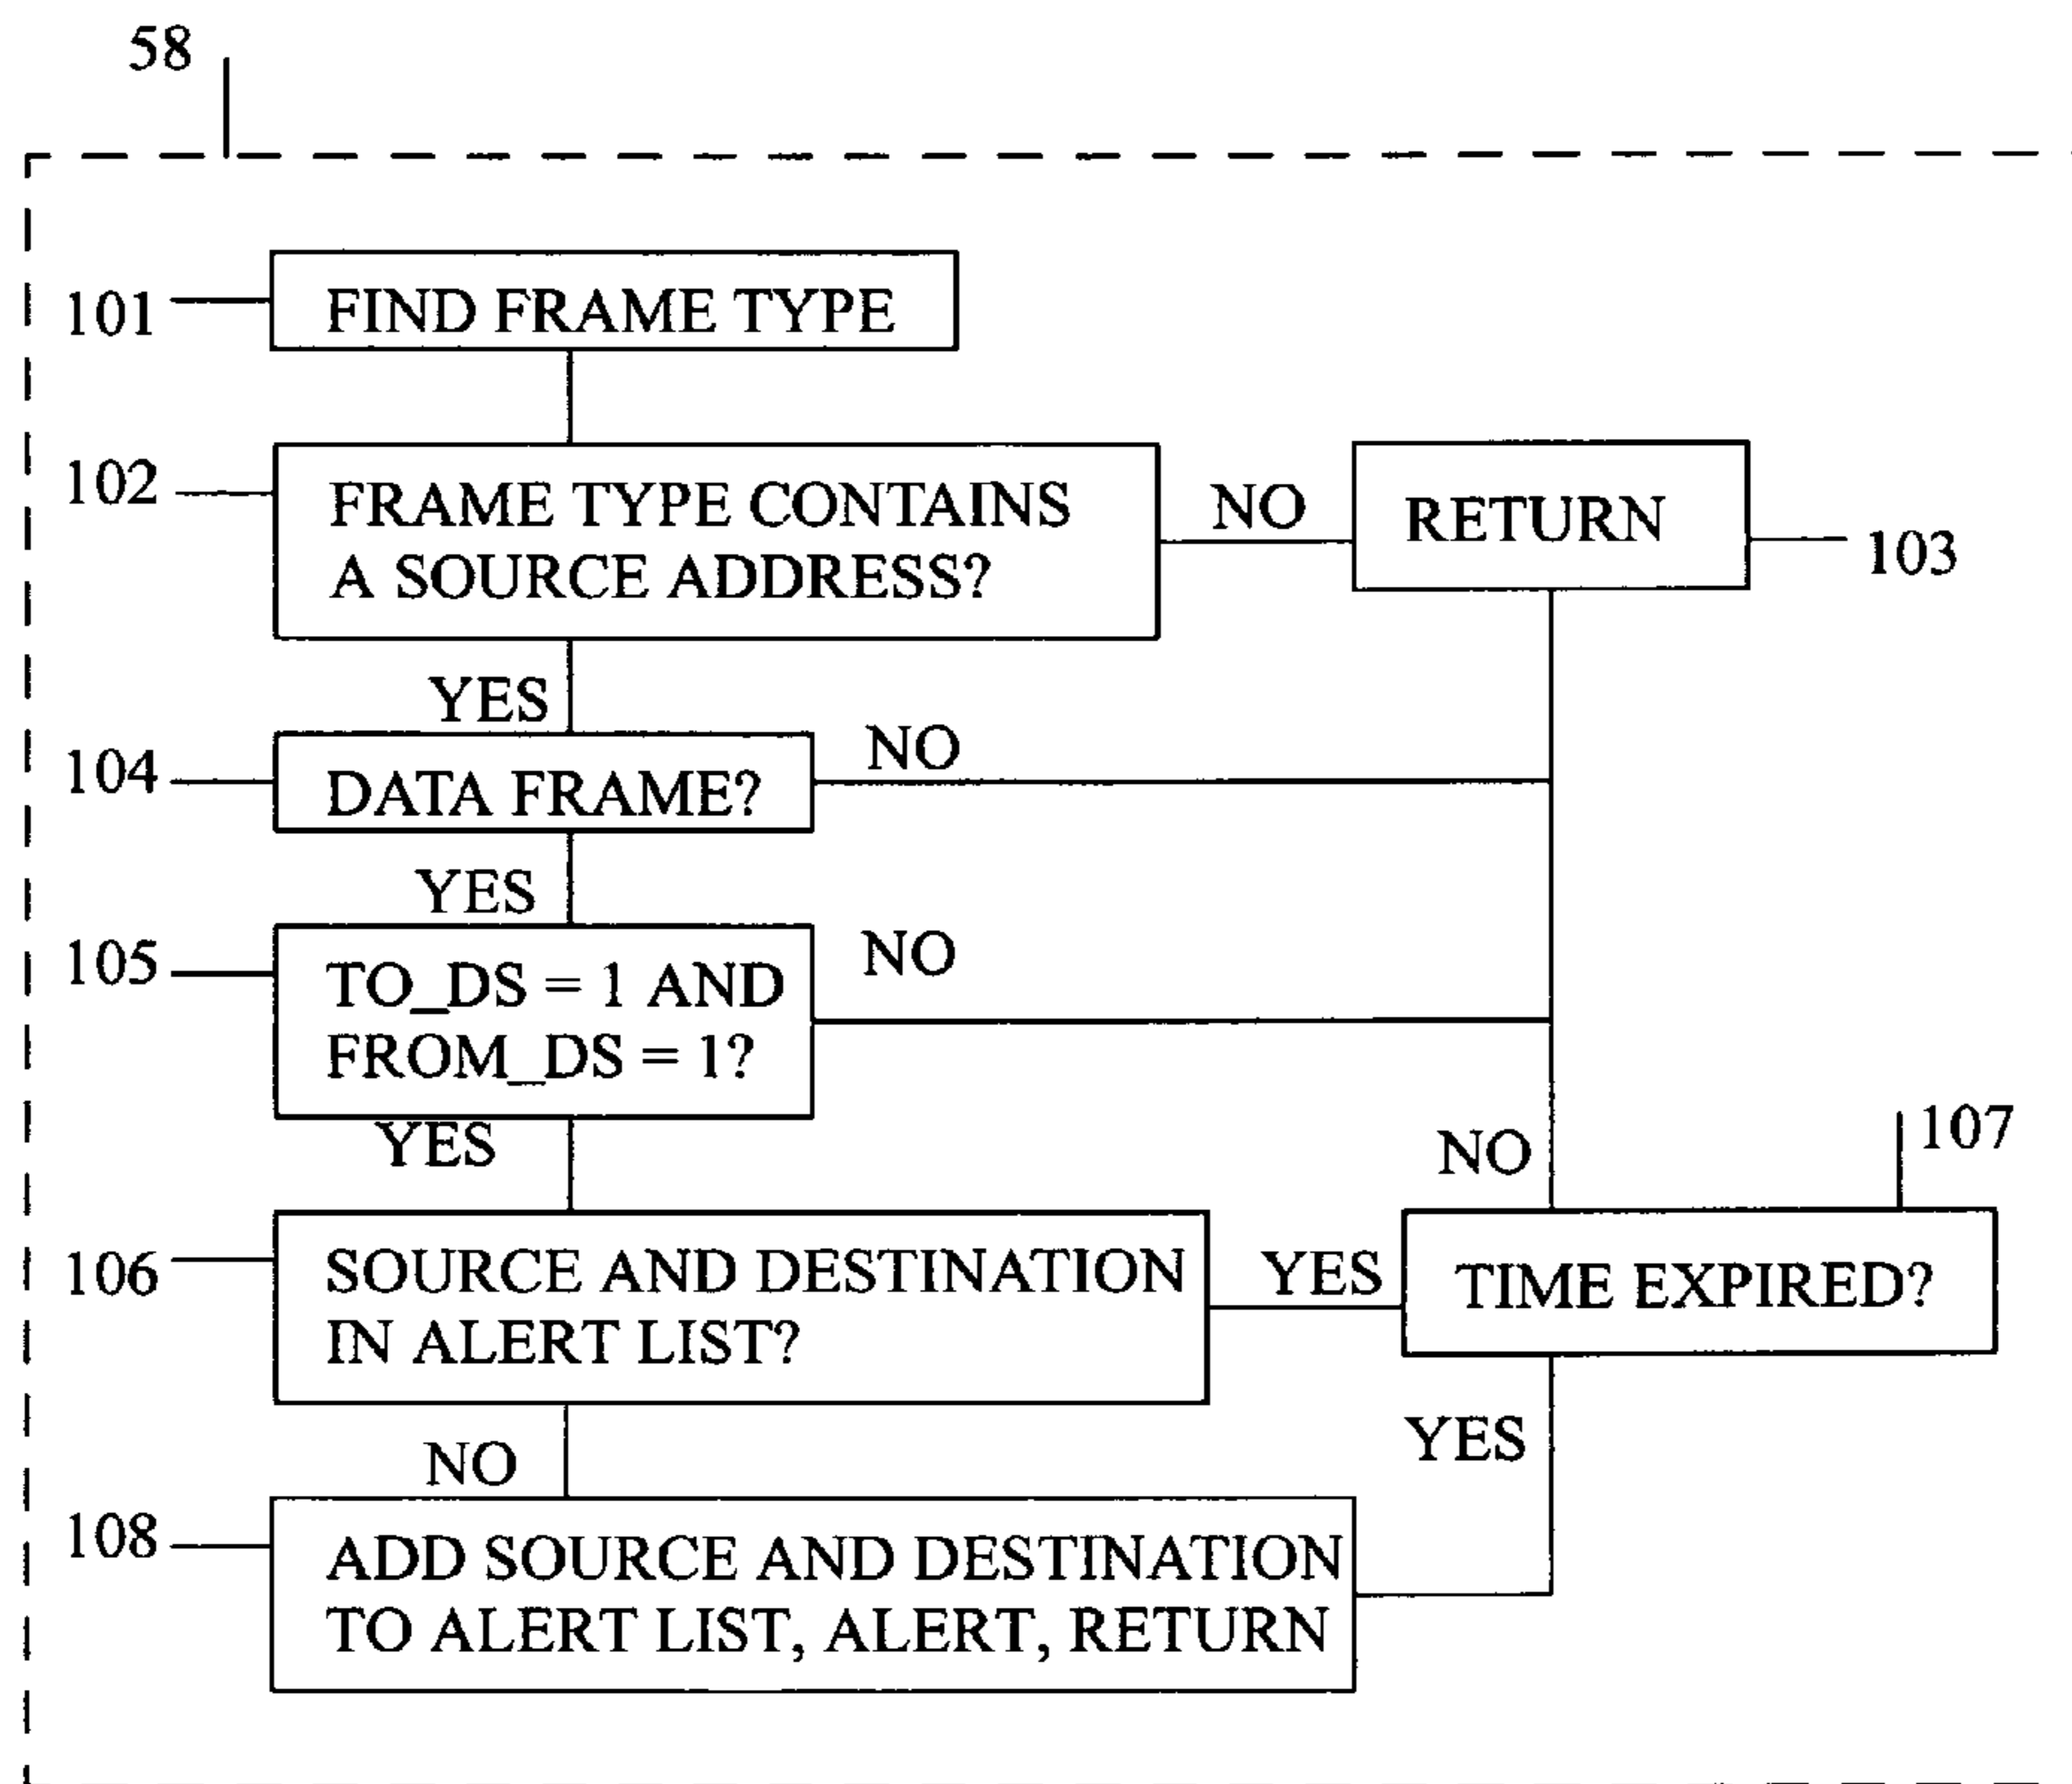 58
101
FIND FRAME TYPE
102
FRAME TYPE CONTAINS
A SOURCE ADDRESS?
NO
RETURN
103
YES
104
DATA FRAME?
NO
YES
105
TO_DS = 1 AND
FROM_DS = 1?
NO
YES
NO
107
106
SOURCE AND DESTINATION
IN ALERT LIST?
YES
TIME EXPIRED?
NO
YES
108
ADD SOURCE AND DESTINATION
TO ALERT LIST, ALERT, RETURN